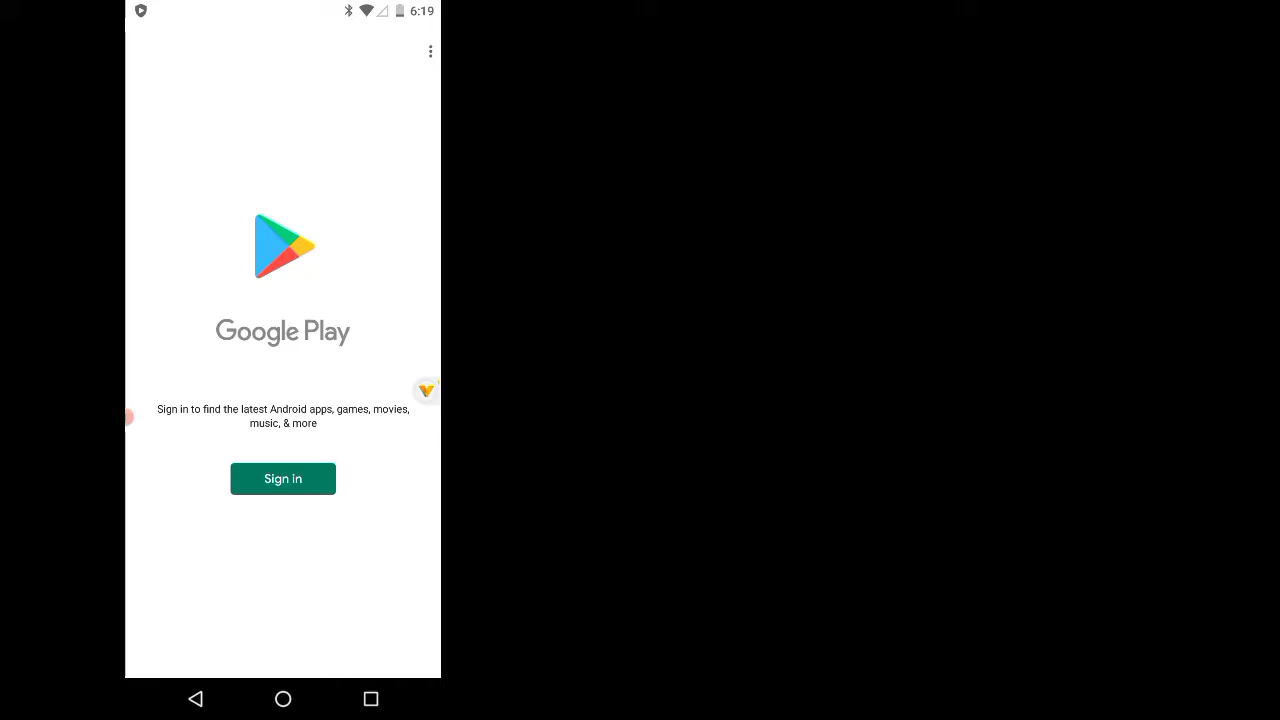 6:19
Google Play
Sign in to find the latest Android apps, games, movies,
music, & more
Sign in